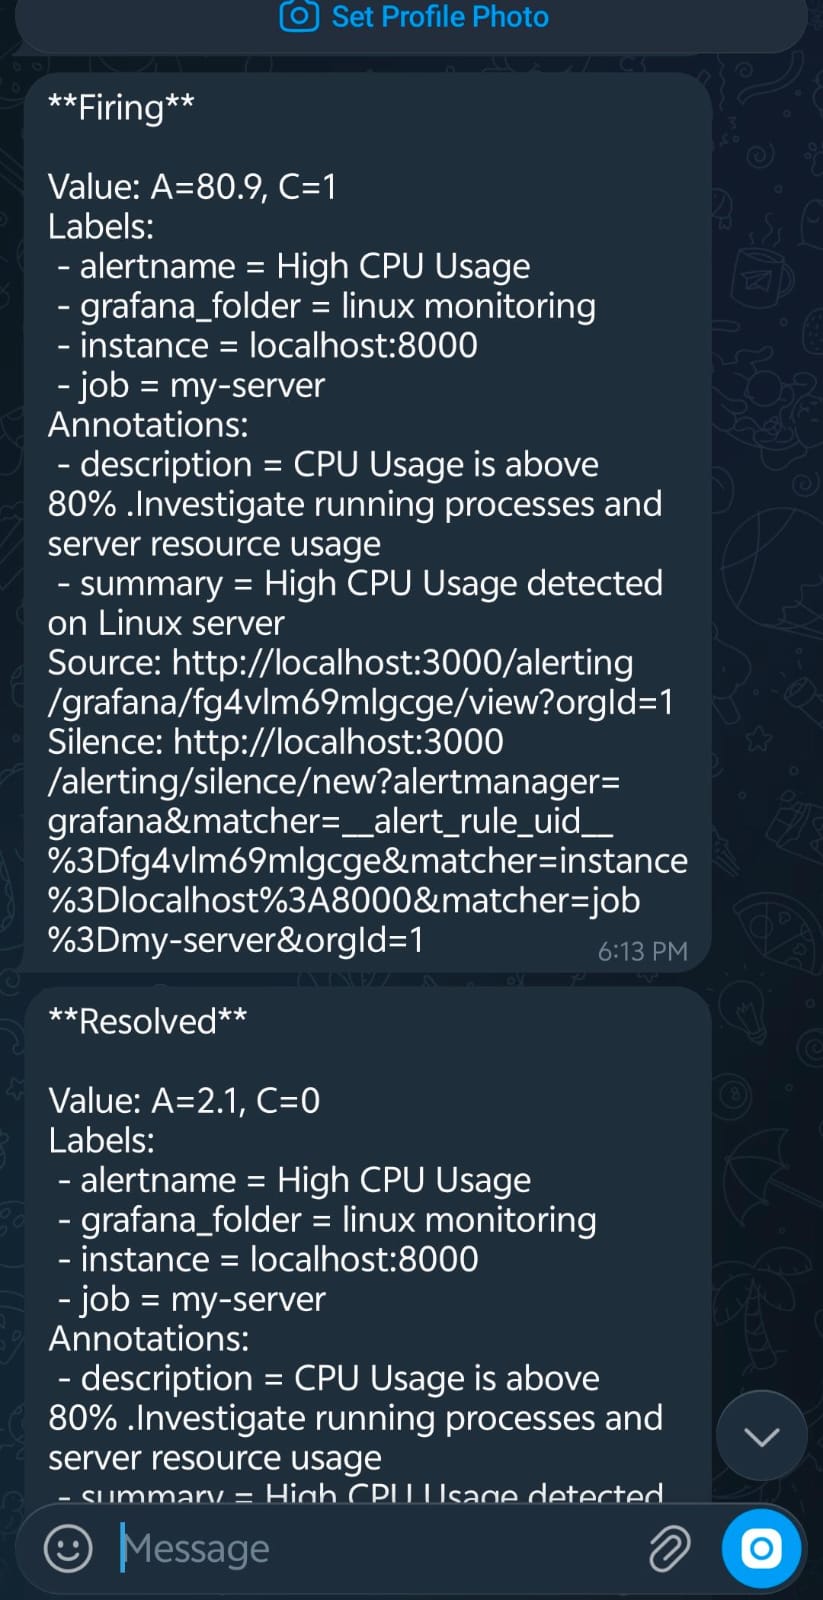 Set Profile Photo
**Firing**
Value: A=80.9, C=1
Labels:
- alertname = High CPU Usage
- grafana_folder = linux monitoring
- instance = localhost:8000
- job = my-server
Annotations:
- description = CPU Usage is above
80% .Investigate running processes and
server resource usage
- summary = High CPU Usage detected
on Linux server
Source: http://localhost:3000/alerting
/grafana/fg4vlm69mlgcge/view?orgId=1
Silence: http://localhost:3000
/alerting/silence/new?alertmanager=
grafana&matcher=__alert_rule_uid__
%3Dfg4vlm69mlgcge&matcher=instance
%3Dlocalhost%3A8000&matcher=job
%3Dmy-server&orgId=1
6:13 PM
**Resolved**
Value: A=2.1, C=0
Labels:
- alertname = High CPU Usage
- grafana_folder = linux monitoring
- instance = localhost:8000
- job = my-server
Annotations:
- description = CPU Usage is above
80% .Investigate running processes and
server resource usage
- summary = High CPU Usage detected
Message